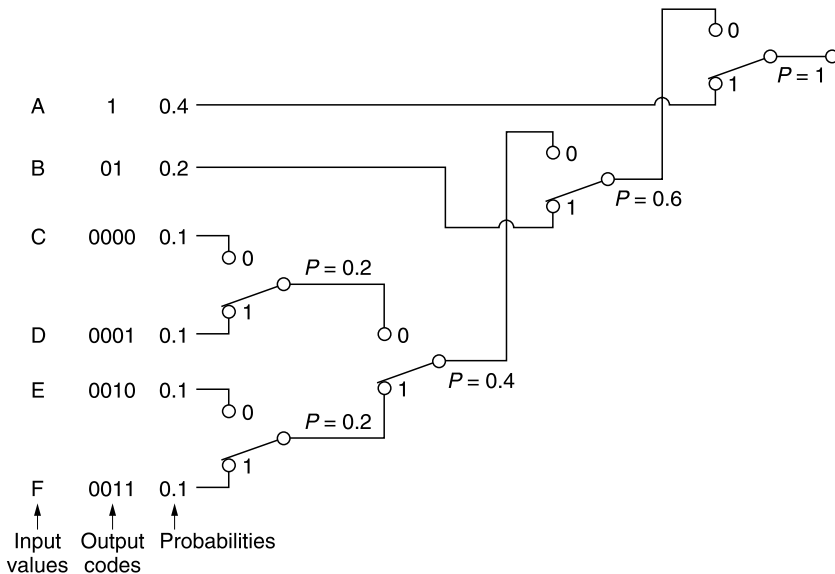 0
P = 1
1
A 1 0.4
0
B 01 0.2
P = 0.6
1
C 0000 0.1
0
P = 0.2
1
D 0001 0.1
0
P = 0.4
E 0010 0.1
1
0
P = 0.2
1
F 0011 0.1
Input values
Output codes
Probabilities